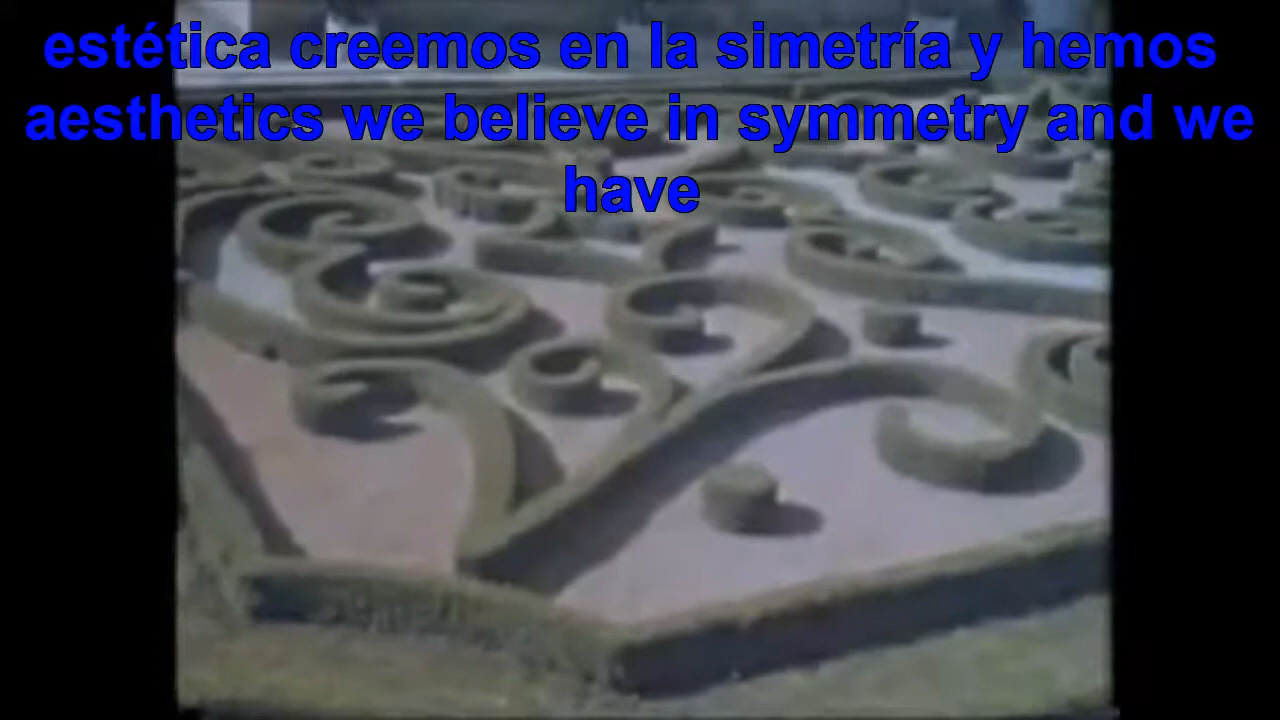 estética creemos en la simetría y hemos
aesthetics we believe in symmetry and we
have